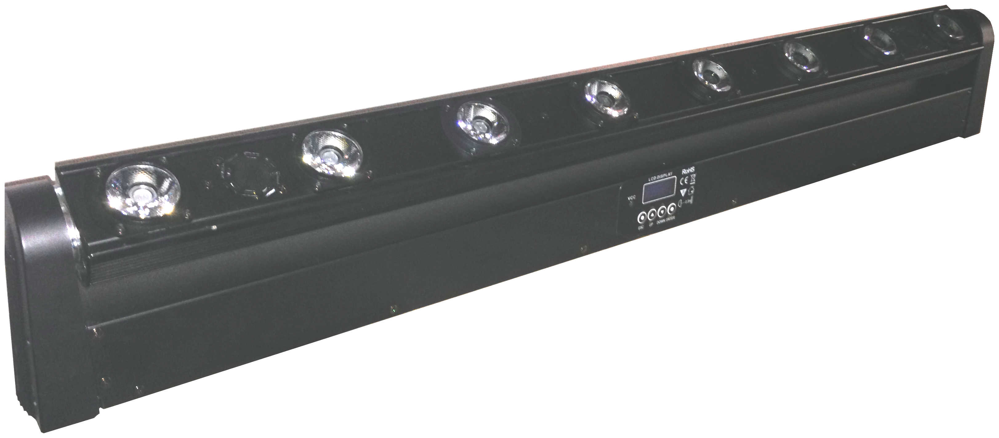 RoHS
LCD DISPLAY
CE
VCC
F
ESC UP DOWN ENTER